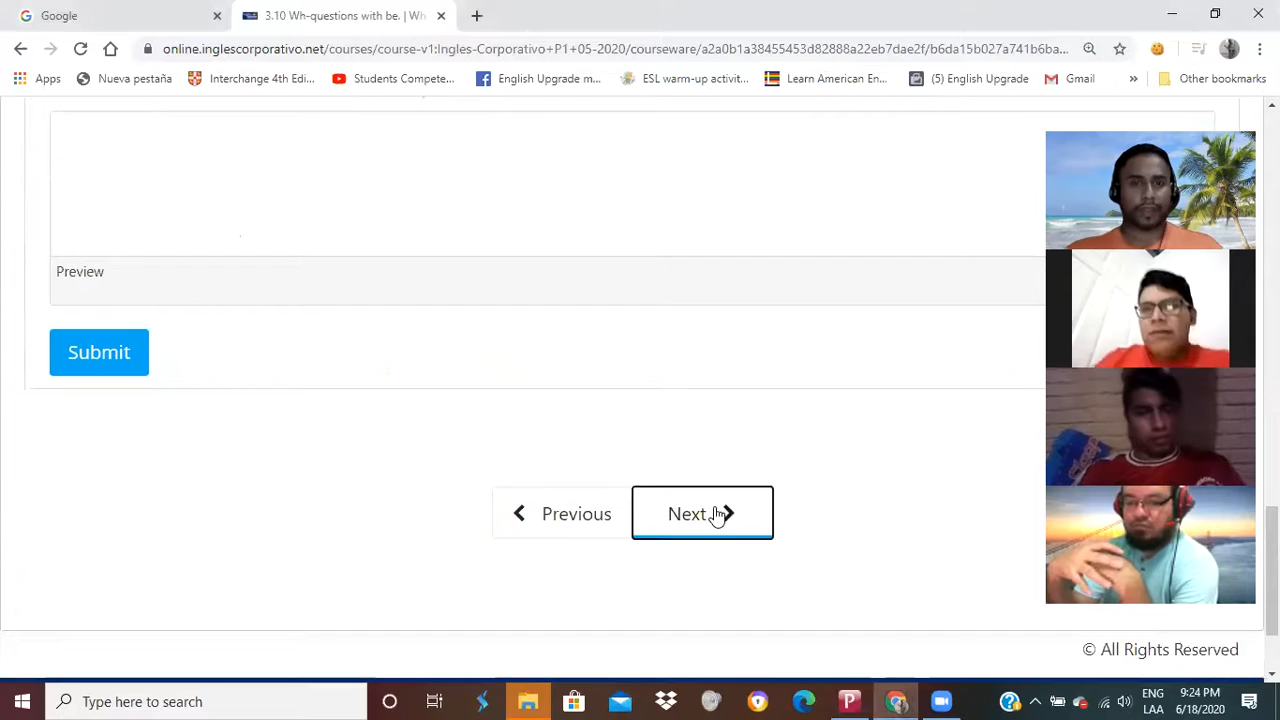 Google
3.10 Wh-questions with be. | Wh
online.inglescorporativo.net/courses/course-v1:Ingles-Corporativo+P1+05-2020/courseware/a2a0b1a38455453d82888a22eb7dae2f/b6da15b027a741b6ba...
Apps Nueva pestaña Interchange 4th Edi... Students Compete... English Upgrade m... ESL warm-up activit... Learn American En... (5) English Upgrade Gmail » Other bookmarks
Preview
Submit
Previous Next
© All Rights Reserved
Type here to search
ENG 9:24 PM
LAA 6/18/2020